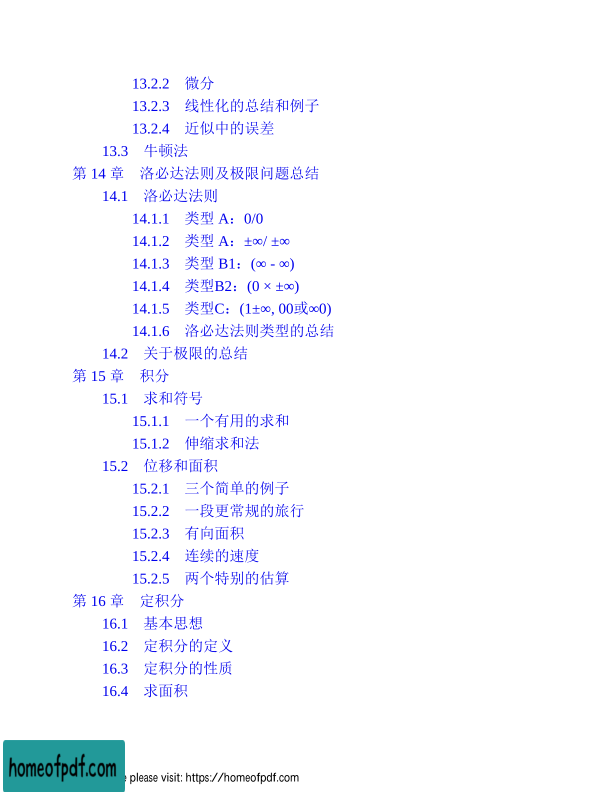 13.2.2 微分
13.2.3 线性化的总结和例子
13.2.4 近似中的误差
13.3 牛顿法
第 14 章 洛必达法则及极限问题总结
14.1 洛必达法则
14.1.1 类型 A：0/0
14.1.2 类型 A：±∞/ ±∞
14.1.3 类型 B1：(∞ - ∞)
14.1.4 类型B2：(0 × ±∞)
14.1.5 类型C：(1±∞, 00或∞0)
14.1.6 洛必达法则类型的总结
14.2 关于极限的总结
第 15 章 积分
15.1 求和符号
15.1.1 一个有用的求和
15.1.2 伸缩求和法
15.2 位移和面积
15.2.1 三个简单的例子
15.2.2 一段更常规的旅行
15.2.3 有向面积
15.2.4 连续的速度
15.2.5 两个特别的估算
第 16 章 定积分
16.1 基本思想
16.2 定积分的定义
16.3 定积分的性质
16.4 求面积
homeofpdf.com
please visit: https://homeofpdf.com